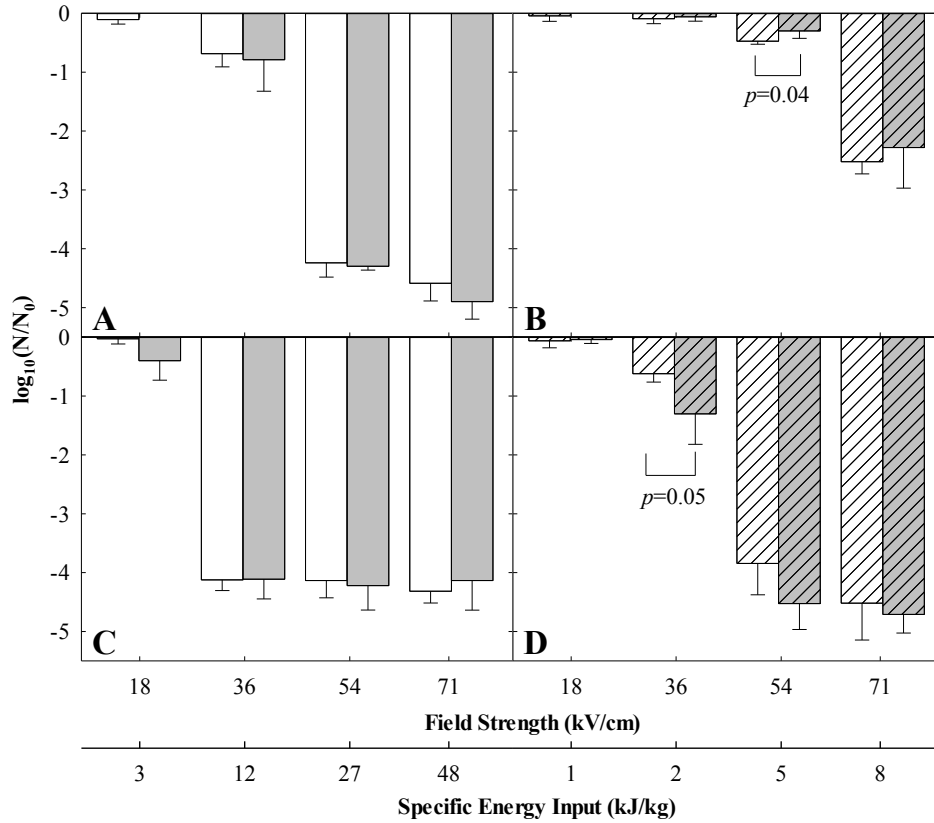 0
-1
-2
-3
-4
-5
A
B
p=0.04
log₁₀(N/N₀)
0
-1
-2
-3
-4
-5
C
D
p=0.05
18 36 54 71 18 36 54 71
Field Strength (kV/cm)
3 12 27 48 1 2 5 8
Specific Energy Input (kJ/kg)